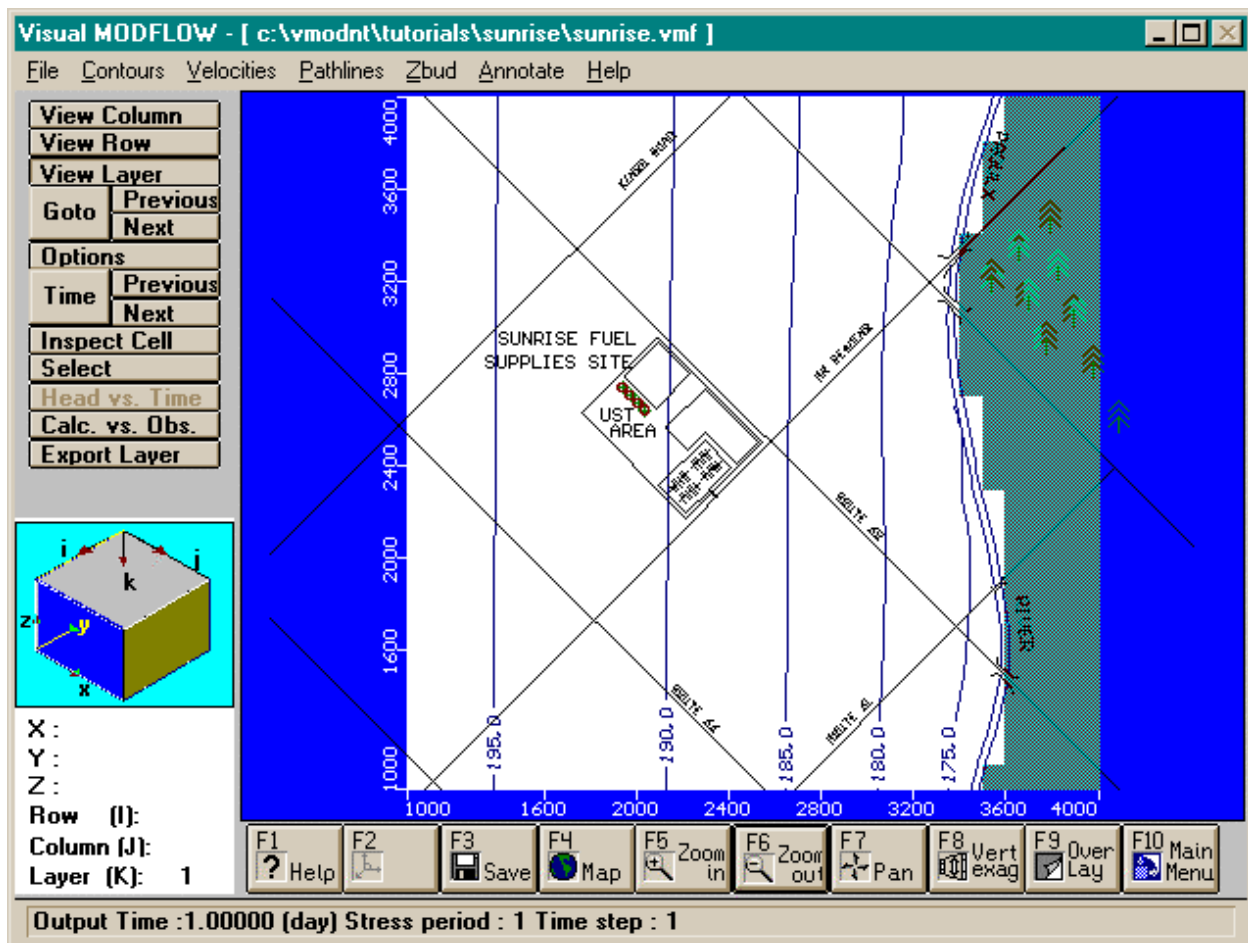 Visual MODFLOW - [ c:\vmodnt\tutorials\sunrise\sunrise.vmf ]
File Contours Velocities Pathlines Zbud Annotate Help
View Column
View Row
View Layer
Goto
Previous
Next
Options
Time
Previous
Next
Inspect Cell
Select
Head vs. Time
Calc. vs. Obs.
Export Layer
i
j
k
z
y
x
X :
Y :
Z :
Row (I):
Column (J):
Layer (K): 1
4000
3600
3200
2800
2400
2000
1600
1000
SUNRISE FUEL
SUPPLIES SITE
UST
AREA
ROAD
ROUTE
ROUTE
ROUTE
RIVER
195.0
190.0
185.0
180.0
175.0
1000 1600 2000 2400 2800 3200 3600 4000
F1 ? Help
F2
F3 Save
F4 Map
F5 Zoom in
F6 Zoom out
F7 Pan
F8 Vert exag
F9 Over Lay
F10 Main Menu
Output Time :1.00000 (day) Stress period : 1 Time step : 1